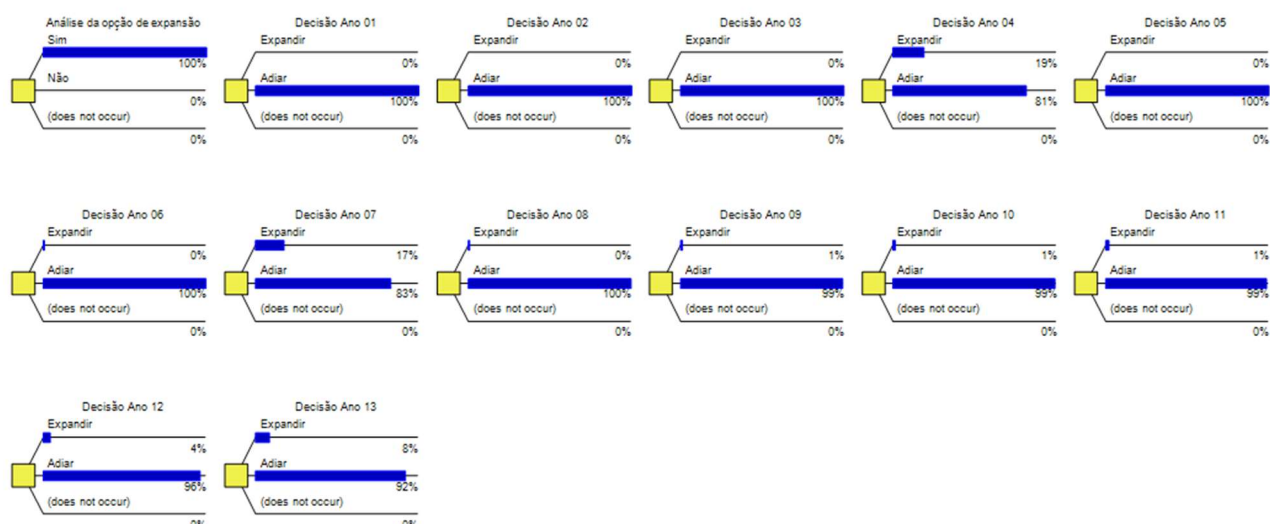 Análise da opção de expansão
Sim
100%
Não
0%
(does not occur)
0%
Decisão Ano 01
Expandir
0%
Adiar
100%
(does not occur)
0%
Decisão Ano 02
Expandir
0%
Adiar
100%
(does not occur)
0%
Decisão Ano 03
Expandir
0%
Adiar
100%
(does not occur)
0%
Decisão Ano 04
Expandir
19%
Adiar
81%
(does not occur)
0%
Decisão Ano 05
Expandir
0%
Adiar
100%
(does not occur)
0%
Decisão Ano 06
Expandir
0%
Adiar
100%
(does not occur)
0%
Decisão Ano 07
Expandir
17%
Adiar
83%
(does not occur)
0%
Decisão Ano 08
Expandir
0%
Adiar
100%
(does not occur)
0%
Decisão Ano 09
Expandir
1%
Adiar
99%
(does not occur)
0%
Decisão Ano 10
Expandir
1%
Adiar
99%
(does not occur)
0%
Decisão Ano 11
Expandir
1%
Adiar
99%
(does not occur)
0%
Decisão Ano 12
Expandir
4%
Adiar
96%
(does not occur)
0%
Decisão Ano 13
Expandir
8%
Adiar
92%
(does not occur)
0%